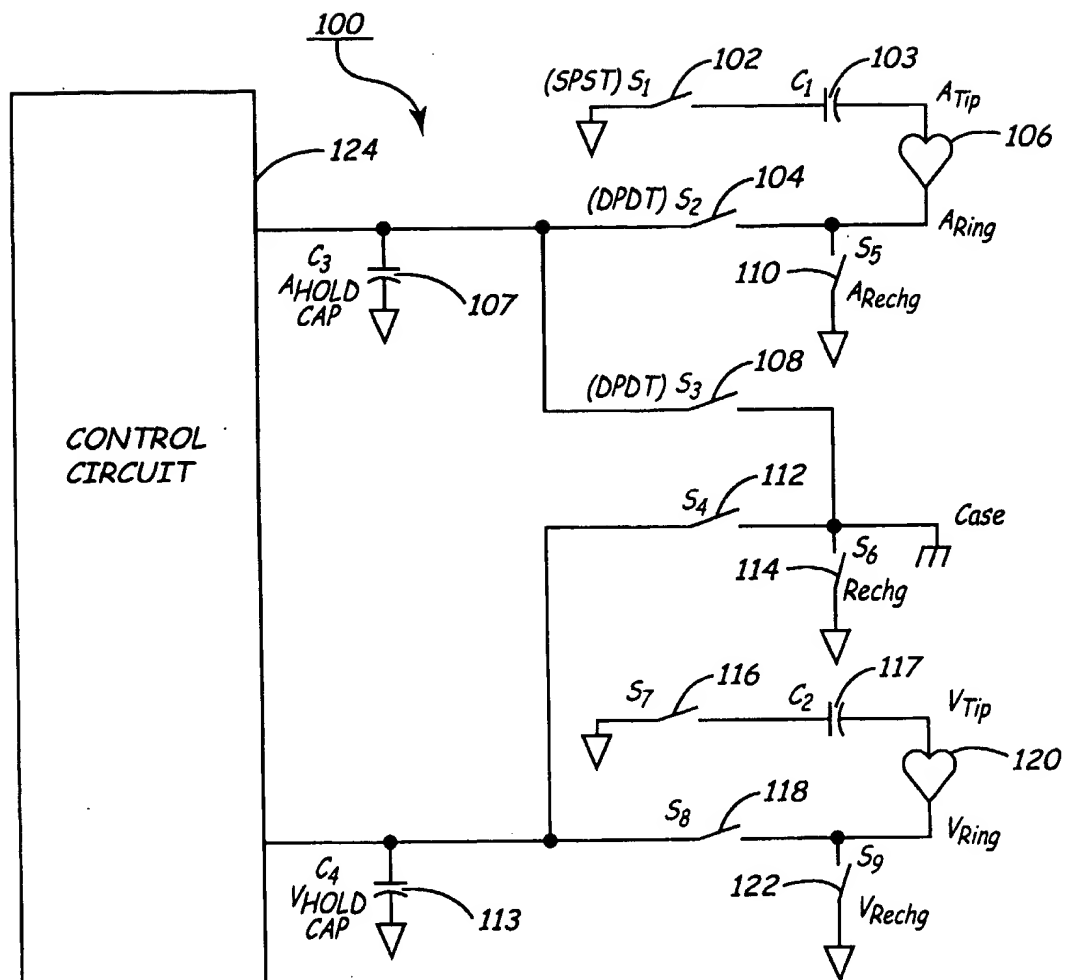 100
102
103
(SPST) S1
C1
ATip
106
124
104
(DPDT) S2
ARing
C3
AHOLD
CAP
107
110
S5
ARechg
108
(DPDT) S3
CONTROL
CIRCUIT
112
S4
Case
114
S6
Rechg
116
117
S7
C2
VTip
120
118
S8
VRing
C4
VHOLD
CAP
113
122
S9
VRechg